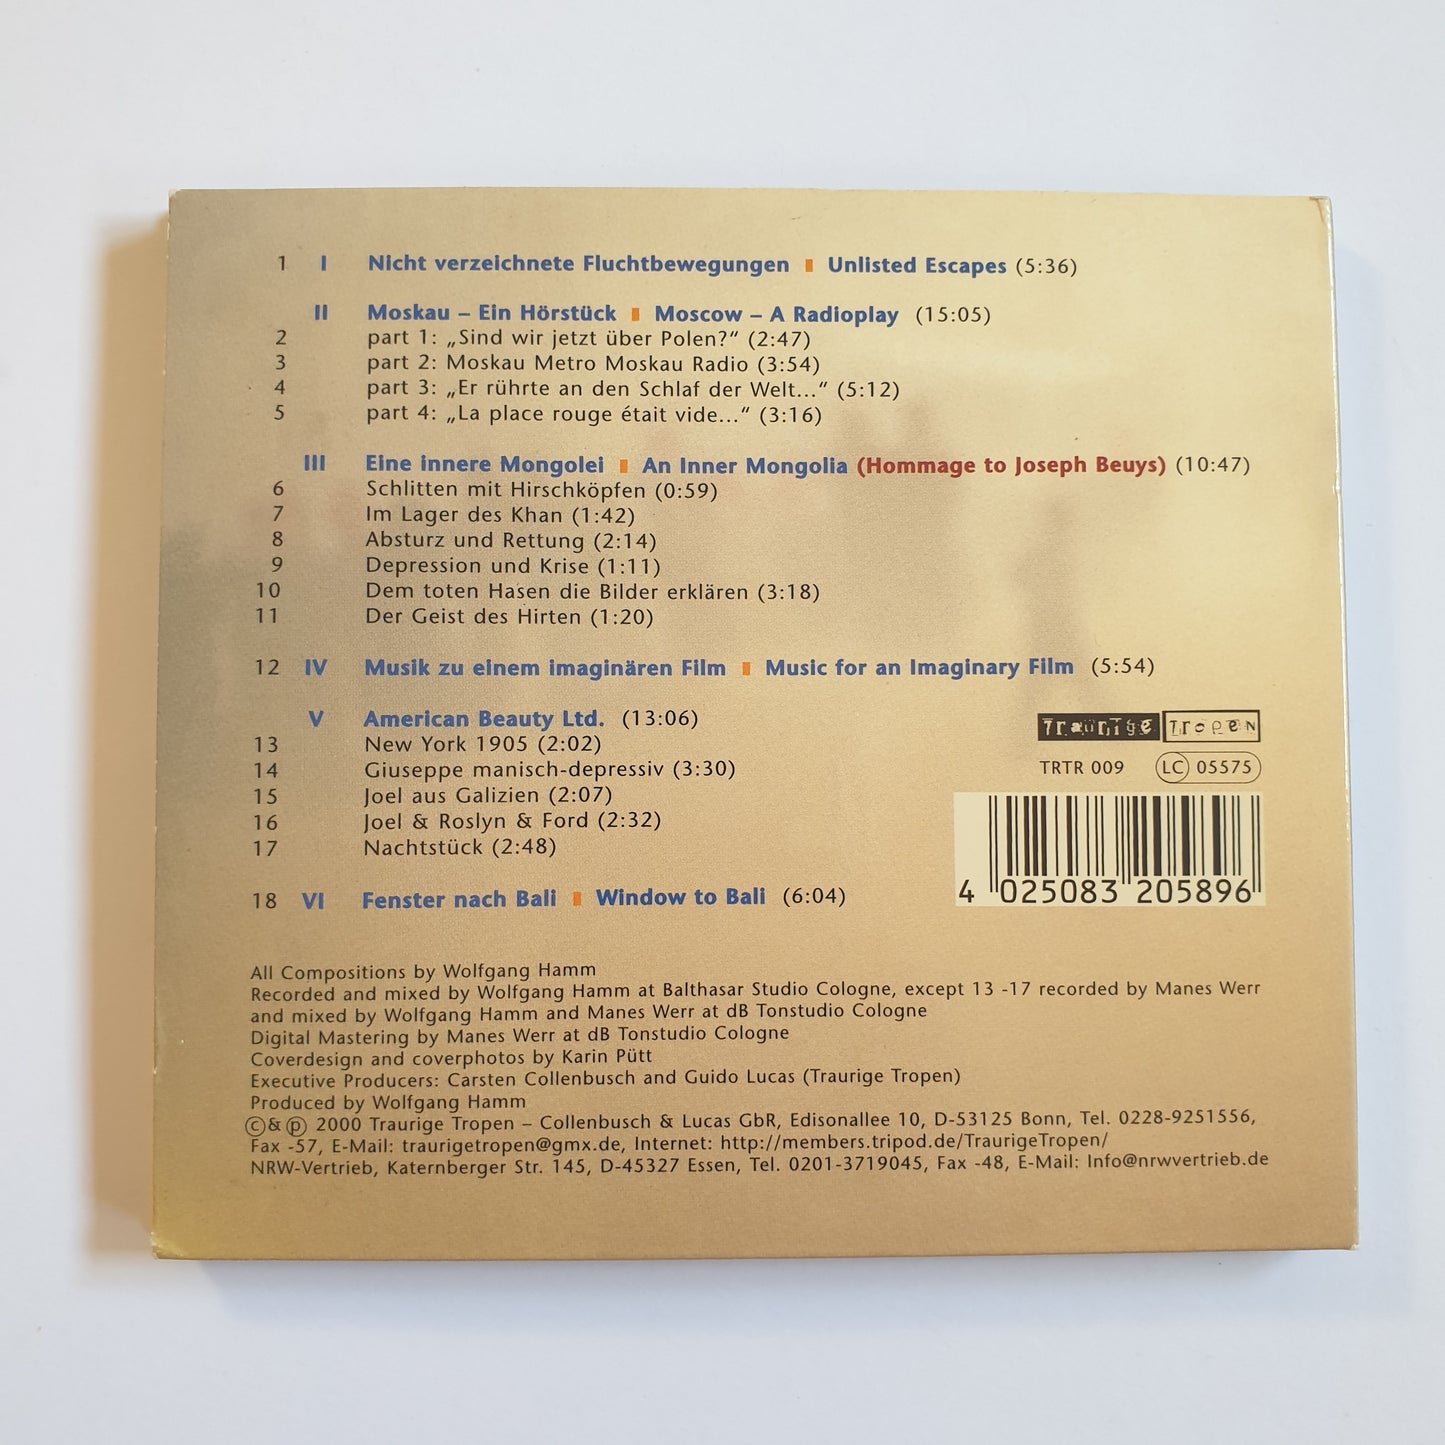 1 I Nicht verzeichnete Fluchtbewegungen Unlisted Escapes (5:36)
II Moskau – Ein Hörstück Moscow – A Radioplay (15:05)
2 part 1: „Sind wir jetzt über Polen?“ (2:47)
3 part 2: Moskau Metro Moskau Radio (3:54)
4 part 3: „Er rührte an den Schlaf der Welt...“ (5:12)
5 part 4: „La place rouge était vide...“ (3:16)
III Eine innere Mongolei An Inner Mongolia (Hommage to Joseph Beuys) (10:47)
6 Schlitten mit Hirschköpfen (0:59)
7 Im Lager des Khan (1:42)
8 Absturz und Rettung (2:14)
9 Depression und Krise (1:11)
10 Dem toten Hasen die Bilder erklären (3:18)
11 Der Geist des Hirten (1:20)
12 IV Musik zu einem imaginären Film Music for an Imaginary Film (5:54)
V American Beauty Ltd. (13:06)
13 New York 1905 (2:02)
14 Giuseppe manisch-depressiv (3:30)
15 Joel aus Galizien (2:07)
16 Joel & Roslyn & Ford (2:32)
17 Nachtstück (2:48)
18 VI Fenster nach Bali Window to Bali (6:04)
Traurige Tropen
TRTR 009 LC 05575
4 025083 205896
All Compositions by Wolfgang Hamm
Recorded and mixed by Wolfgang Hamm at Balthasar Studio Cologne, except 13 -17 recorded by Manes Werr
and mixed by Wolfgang Hamm and Manes Werr at dB Tonstudio Cologne
Digital Mastering by Manes Werr at dB Tonstudio Cologne
Coverdesign and coverphotos by Karin Pütt
Executive Producers: Carsten Collenbusch and Guido Lucas (Traurige Tropen)
Produced by Wolfgang Hamm
©&℗ 2000 Traurige Tropen – Collenbusch & Lucas GbR, Edisonallee 10, D-53125 Bonn, Tel. 0228-9251556,
Fax -57, E-Mail: traurigetropen@gmx.de, Internet: http://members.tripod.de/TraurigeTropen/
NRW-Vertrieb, Katernberger Str. 145, D-45327 Essen, Tel. 0201-3719045, Fax -48, E-Mail: Info@nrwvertrieb.de